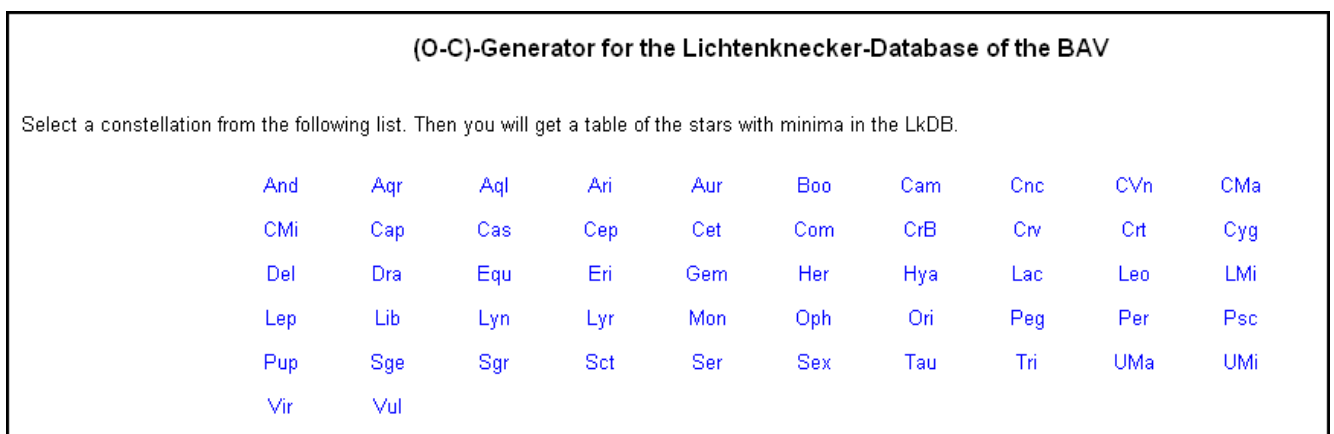 (O-C)-Generator for the Lichtenknecker-Database of the BAV
Select a constellation from the following list. Then you will get a table of the stars with minima in the LkDB.
And Aqr Aql Ari Aur Boo Cam Cnc CVn CMa
CMi Cap Cas Cep Cet Com CrB Crv Crt Cyg
Del Dra Equ Eri Gem Her Hya Lac Leo LMi
Lep Lib Lyn Lyr Mon Oph Ori Peg Per Psc
Pup Sge Sgr Sct Ser Sex Tau Tri UMa UMi
Vir Vul